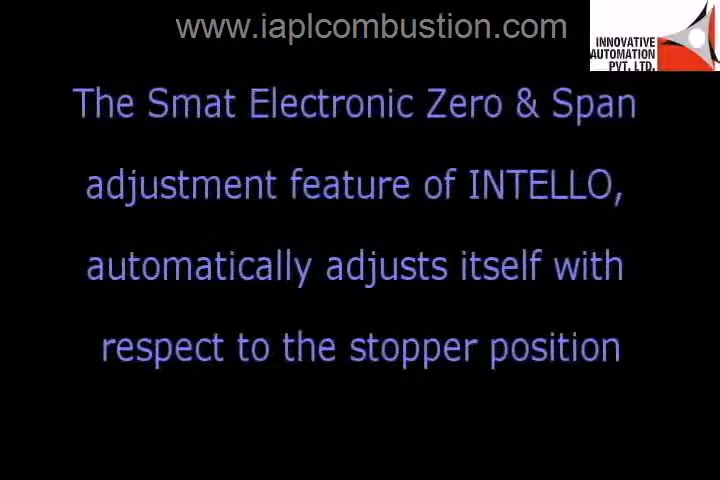 www.iaplcombustion.com
INNOVATIVE
AUTOMATION
PVT. LTD.
The Smat Electronic Zero & Span
adjustment feature of INTELLO,
automatically adjusts itself with
respect to the stopper position